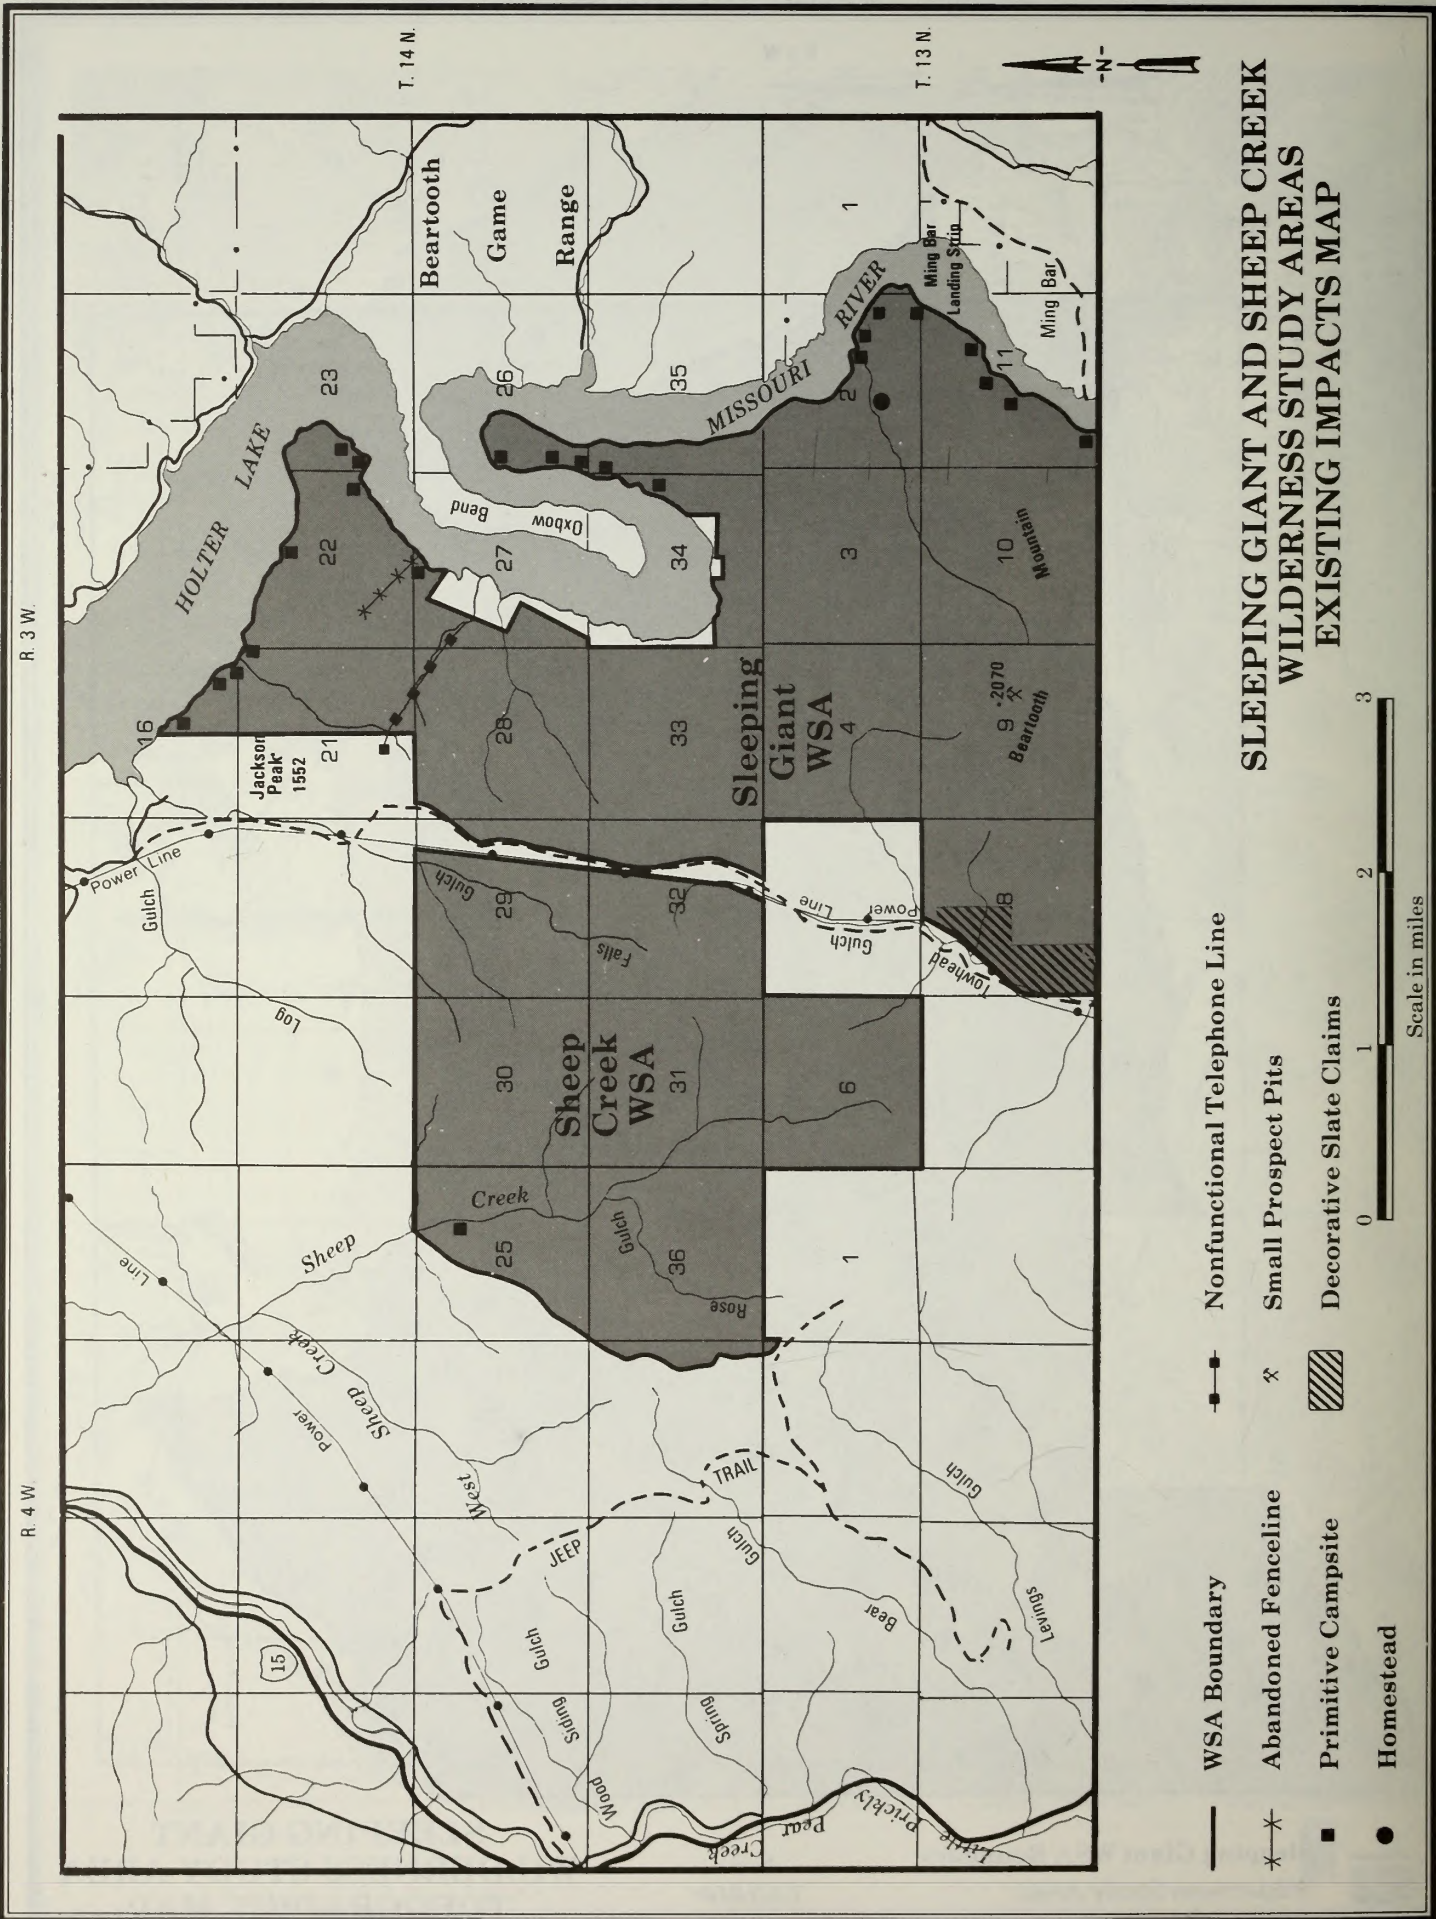 R. 4 W.
R. 3 W.
T. 14 N.
T. 13 N.
15
Line
Power
Sheep
Creek
Sheep
Creek
West
JEEP
TRAIL
Siding
Gulch
Spring
Gulch
Bear
Gulch
Levings
Gulch
Wood
Little
Prickly
Pear
Creek
Power Line
Gulch
Log
Jackson
Peak
1552
HOLTER
LAKE
16
21
22
23
Beartooth
Game
Range
25
30
29
28
27
26
Gulch
Falls
Oxbow
Bend
Sheep
Creek
WSA
Rose
Gulch
36
31
32
33
34
35
MISSOURI
RIVER
Sleeping
Giant
WSA
1
6
4
3
2
1
Line
Power
Gulch
Towhead
8
9
2070
Beartooth
10
Mountain
11
Ming Bar
Landing Strip
Ming Bar
-N-
SLEEPING GIANT AND SHEEP CREEK
WILDERNESS STUDY AREAS
EXISTING IMPACTS MAP
WSA Boundary
Abandoned Fenceline
Primitive Campsite
Homestead
Nonfunctional Telephone Line
Small Prospect Pits
Decorative Slate Claims
0
1
2
3
Scale in miles